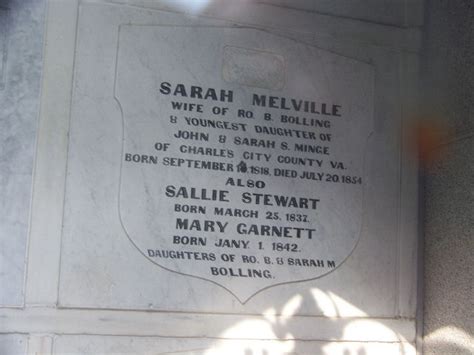 SARAH MELVILLE
WIFE OF RO. B. BOLLING
& YOUNGEST DAUGHTER OF
JOHN & SARAH S. MINGE
OF CHARLES CITY COUNTY VA.
BORN SEPTEMBER 1818, DIED JULY 20. 1854
ALSO
SALLIE STEWART
BORN MARCH 25, 1837.
MARY GARNETT
BORN JANY 1. 1842.
DAUGHTERS OF RO. B. & SARAH M
BOLLING.